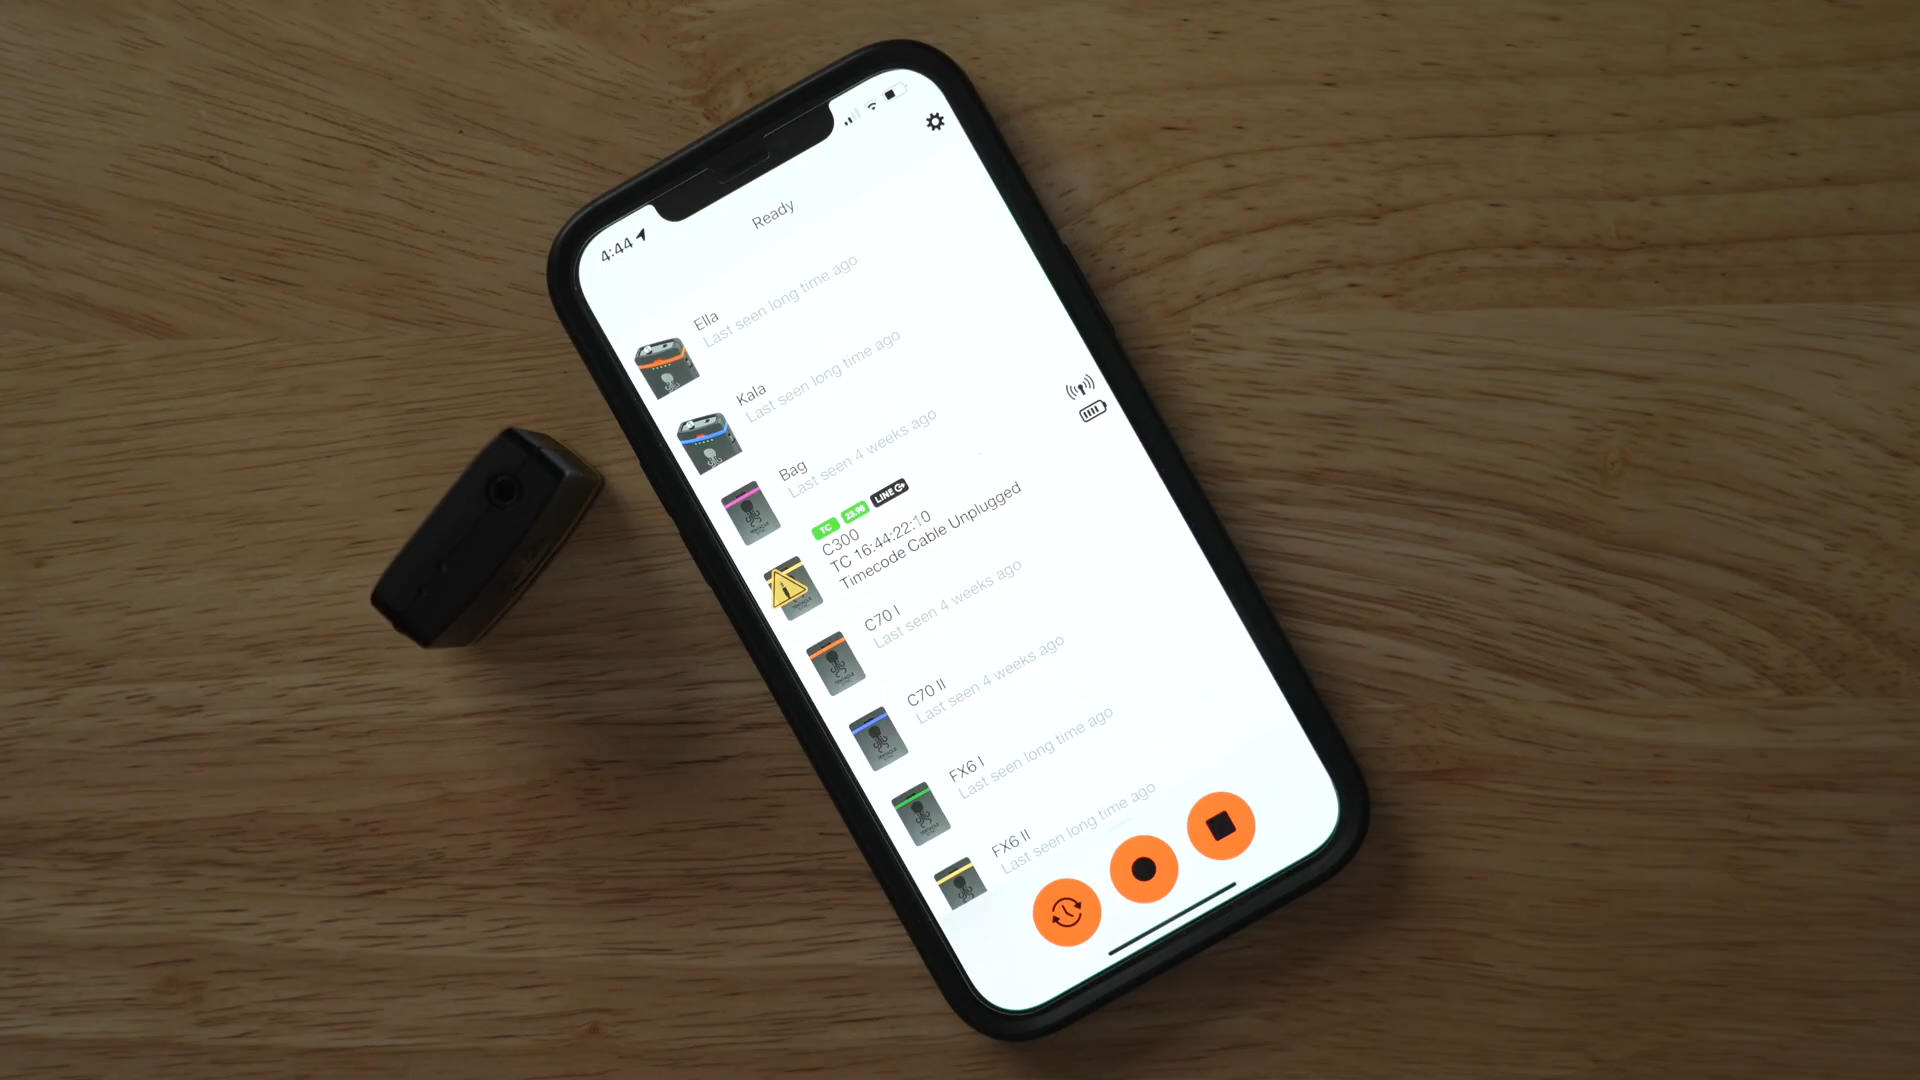 4:44
Ready
Ella
Last seen long time ago
Kala
Last seen long time ago
Bag
Last seen 4 weeks ago
TC 23.98 LINE
C300
TC 16:44:22:10
Timecode Cable Unplugged
C70 I
Last seen 4 weeks ago
C70 II
Last seen 4 weeks ago
FX6 I
Last seen long time ago
FX6 II
Last seen long time ago